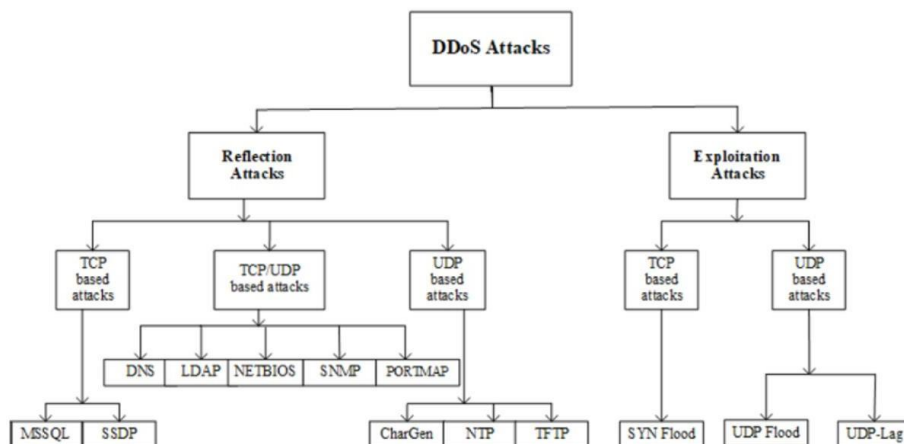 DDoS Attacks
Reflection
Attacks
Exploitation
Attacks
TCP
based
attacks
TCP/UDP
based attacks
UDP
based
attacks
TCP
based
attacks
UDP
based
attacks
DNS
LDAP
NETBIOS
SNMP
PORTMAP
MSSQL
SSDP
CharGen
NTP
TFTP
SYN Flood
UDP Flood
UDP-Lag